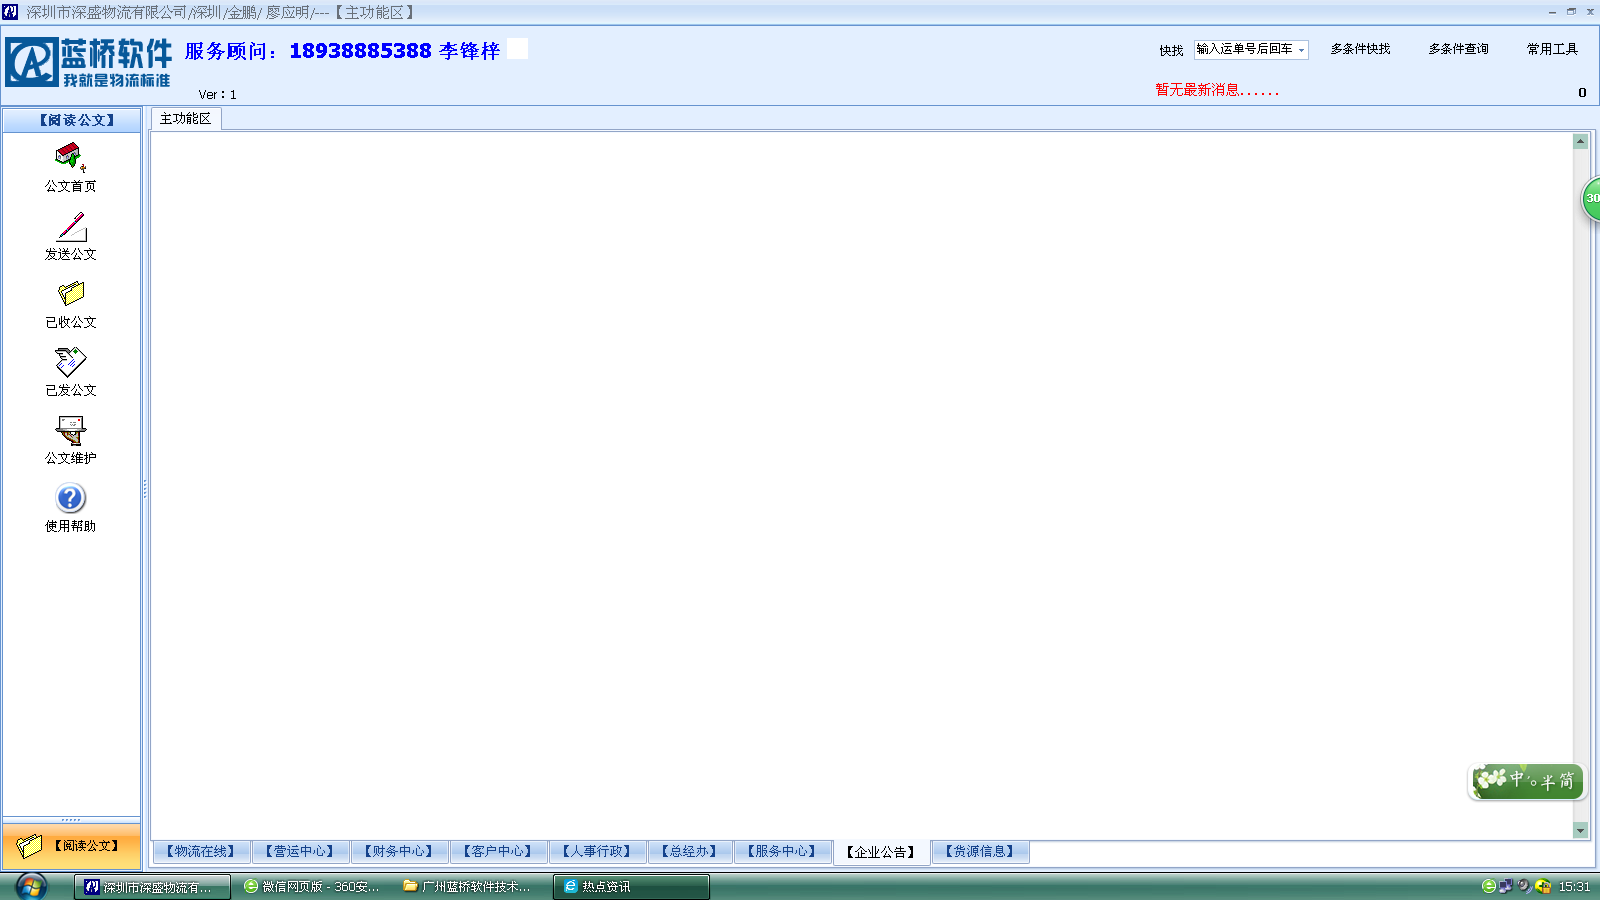 深圳市深盛物流有限公司/深圳/金鹏/ 廖应明/---【主功能区】
蓝桥软件
我就是物流标准
服务顾问：18938885388 李锋梓
Ver：1
快找 输入运单号后回车 多条件快找 多条件查询 常用工具
暂无最新消息......
0
【阅读公文】
主功能区
公文首页
发送公文
已收公文
已发公文
公文维护
使用帮助
30
中 半 简
【阅读公文】
【物流在线】 【营运中心】 【财务中心】 【客户中心】 【人事行政】 【总经办】 【服务中心】 【企业公告】 【货源信息】
深圳市深盛物流有... 微信网页版 - 360安... 广州蓝桥软件技术... 热点资讯 15:31